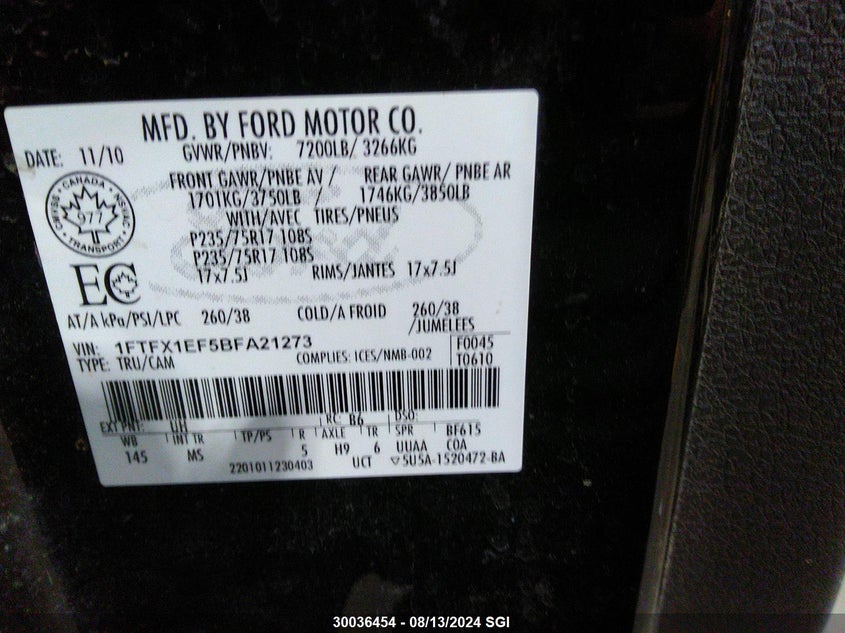 MFD. BY FORD MOTOR CO.
DATE: 11/10 GVWR/PNBV: 7200LB/ 3266KG
FRONT GAWR/PNBE AV / REAR GAWR/ PNBE AR
1701KG/3750LB / 1746KG/3850LB
WITH/AVEC TIRES/PNEUS
P235/75R17 108S
P235/75R17 108S
17x7.5J RIMS/JANTES 17x7.5J
CANADA
977
TRANSPORT
EC
AT/A kPa/PSI/LPC 260/38 COLD/A FROID 260/38
/JUMELEES
VIN: 1FTFX1EF5BFA21273 F0045
TYPE: TRU/CAM COMPLIES: ICES/NMB-002 T0610
EXT PNT: UH RC: B6 DSO:
WB INT TR TP/PS R AXLE TR SPR BF615
145 MS 5 H9 6 UUAA COA
2201011230403 UCT ▽5U5A-1520472-BA
30036454 - 08/13/2024 SGI